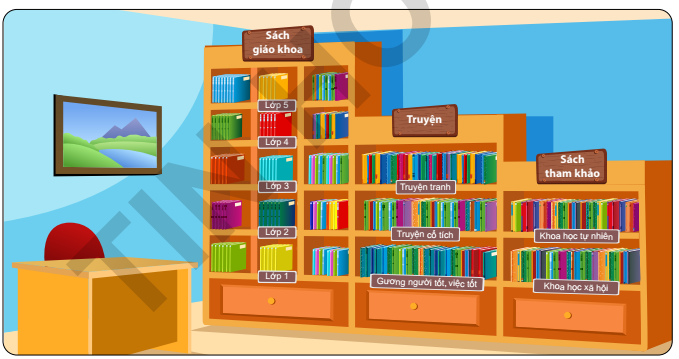 Sách
giáo khoa
Lớp 5
Lớp 4
Lớp 3
Lớp 2
Lớp 1
Truyện
Truyện tranh
Truyện cổ tích
Gương người tốt, việc tốt
Sách
tham khảo
Khoa học tự nhiên
Khoa học xã hội